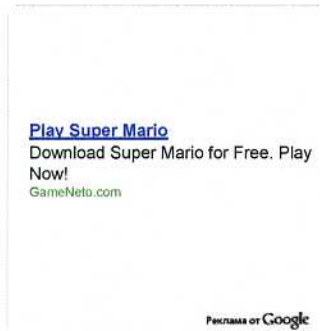 Play Super Mario
Download Super Mario for Free. Play
Now!
GameNeto.com
Реклама от Google